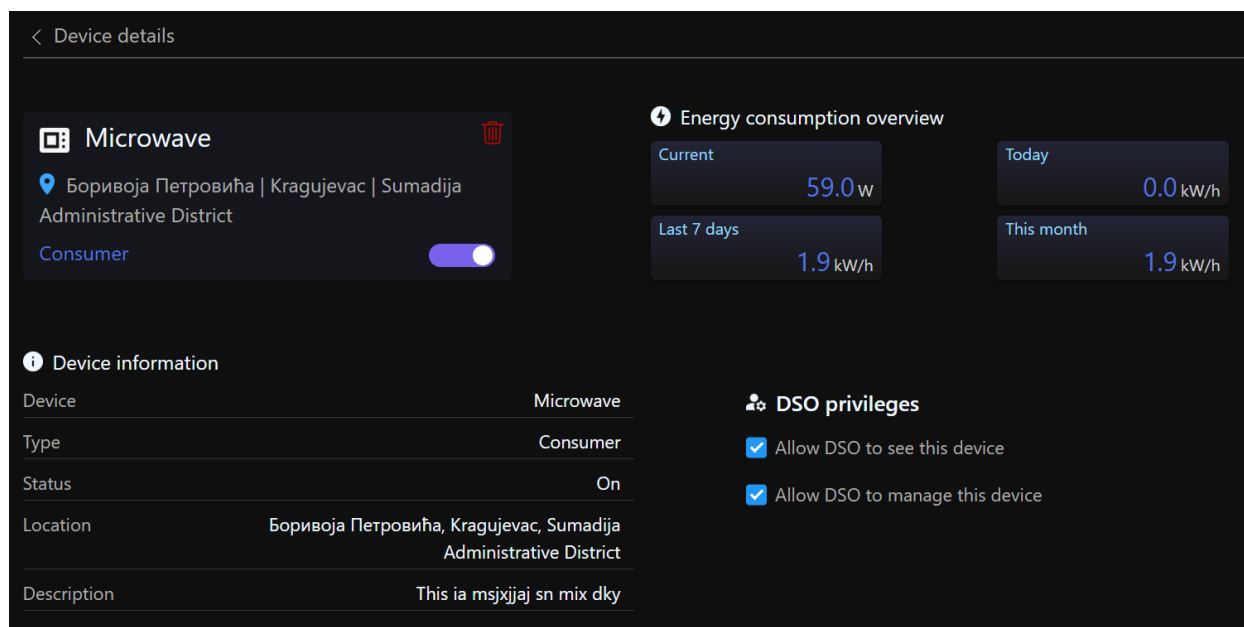 Device details
Microwave
Боривоја Петровића | Kragujevac | Sumadija
Administrative District
Consumer
Energy consumption overview
Current
59.0 W
Today
0.0 kW/h
Last 7 days
1.9 kW/h
This month
1.9 kW/h
Device information
Device Microwave
Type Consumer
Status On
Location Боривоја Петровића, Kragujevac, Sumadija
Administrative District
Description This ia msjxjjaj sn mix dky
DSO privileges
Allow DSO to see this device
Allow DSO to manage this device